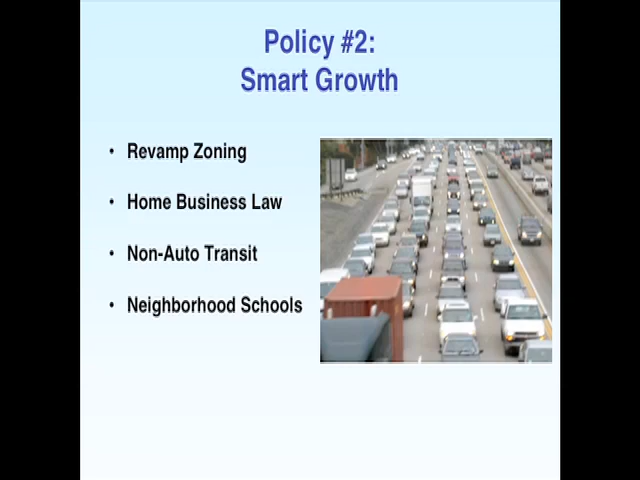 Policy #2:
Smart Growth
• Revamp Zoning
• Home Business Law
• Non-Auto Transit
• Neighborhood Schools